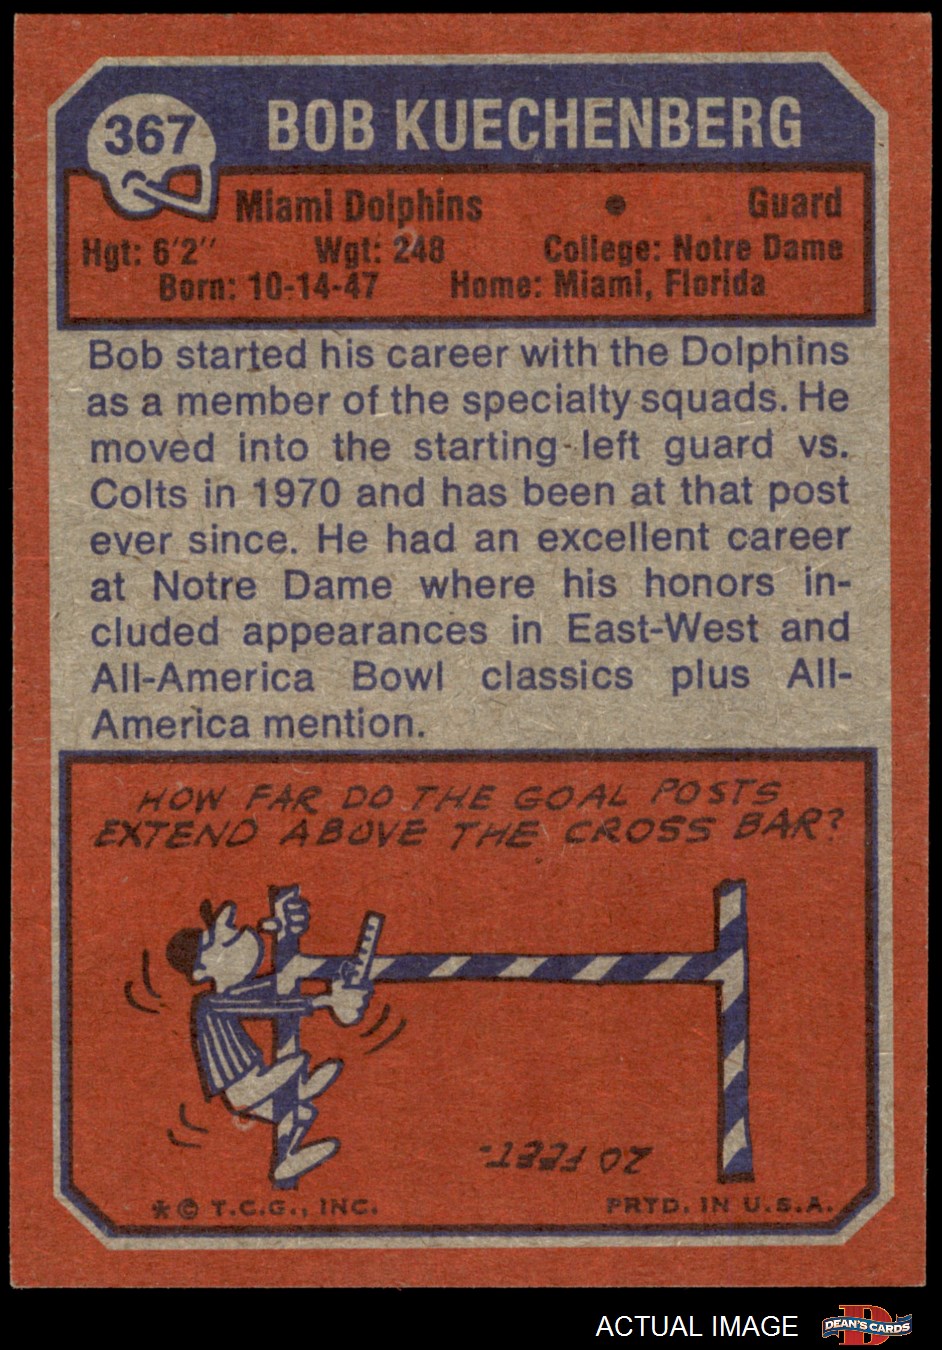 367
BOB KUECHENBERG
Miami Dolphins • Guard
Hgt: 6'2" Wgt: 248 College: Notre Dame
Born: 10-14-47 Home: Miami, Florida
Bob started his career with the Dolphins
as a member of the specialty squads. He
moved into the starting left guard vs.
Colts in 1970 and has been at that post
ever since. He had an excellent career
at Notre Dame where his honors in-
cluded appearances in East-West and
All-America Bowl classics plus All-
America mention.
HOW FAR DO THE GOAL POSTS
EXTEND ABOVE THE CROSS BAR?
20 FEET.
* © T.C.G., INC. PRTD. IN U.S.A.
ACTUAL IMAGE
D
DEAN'S CARDS